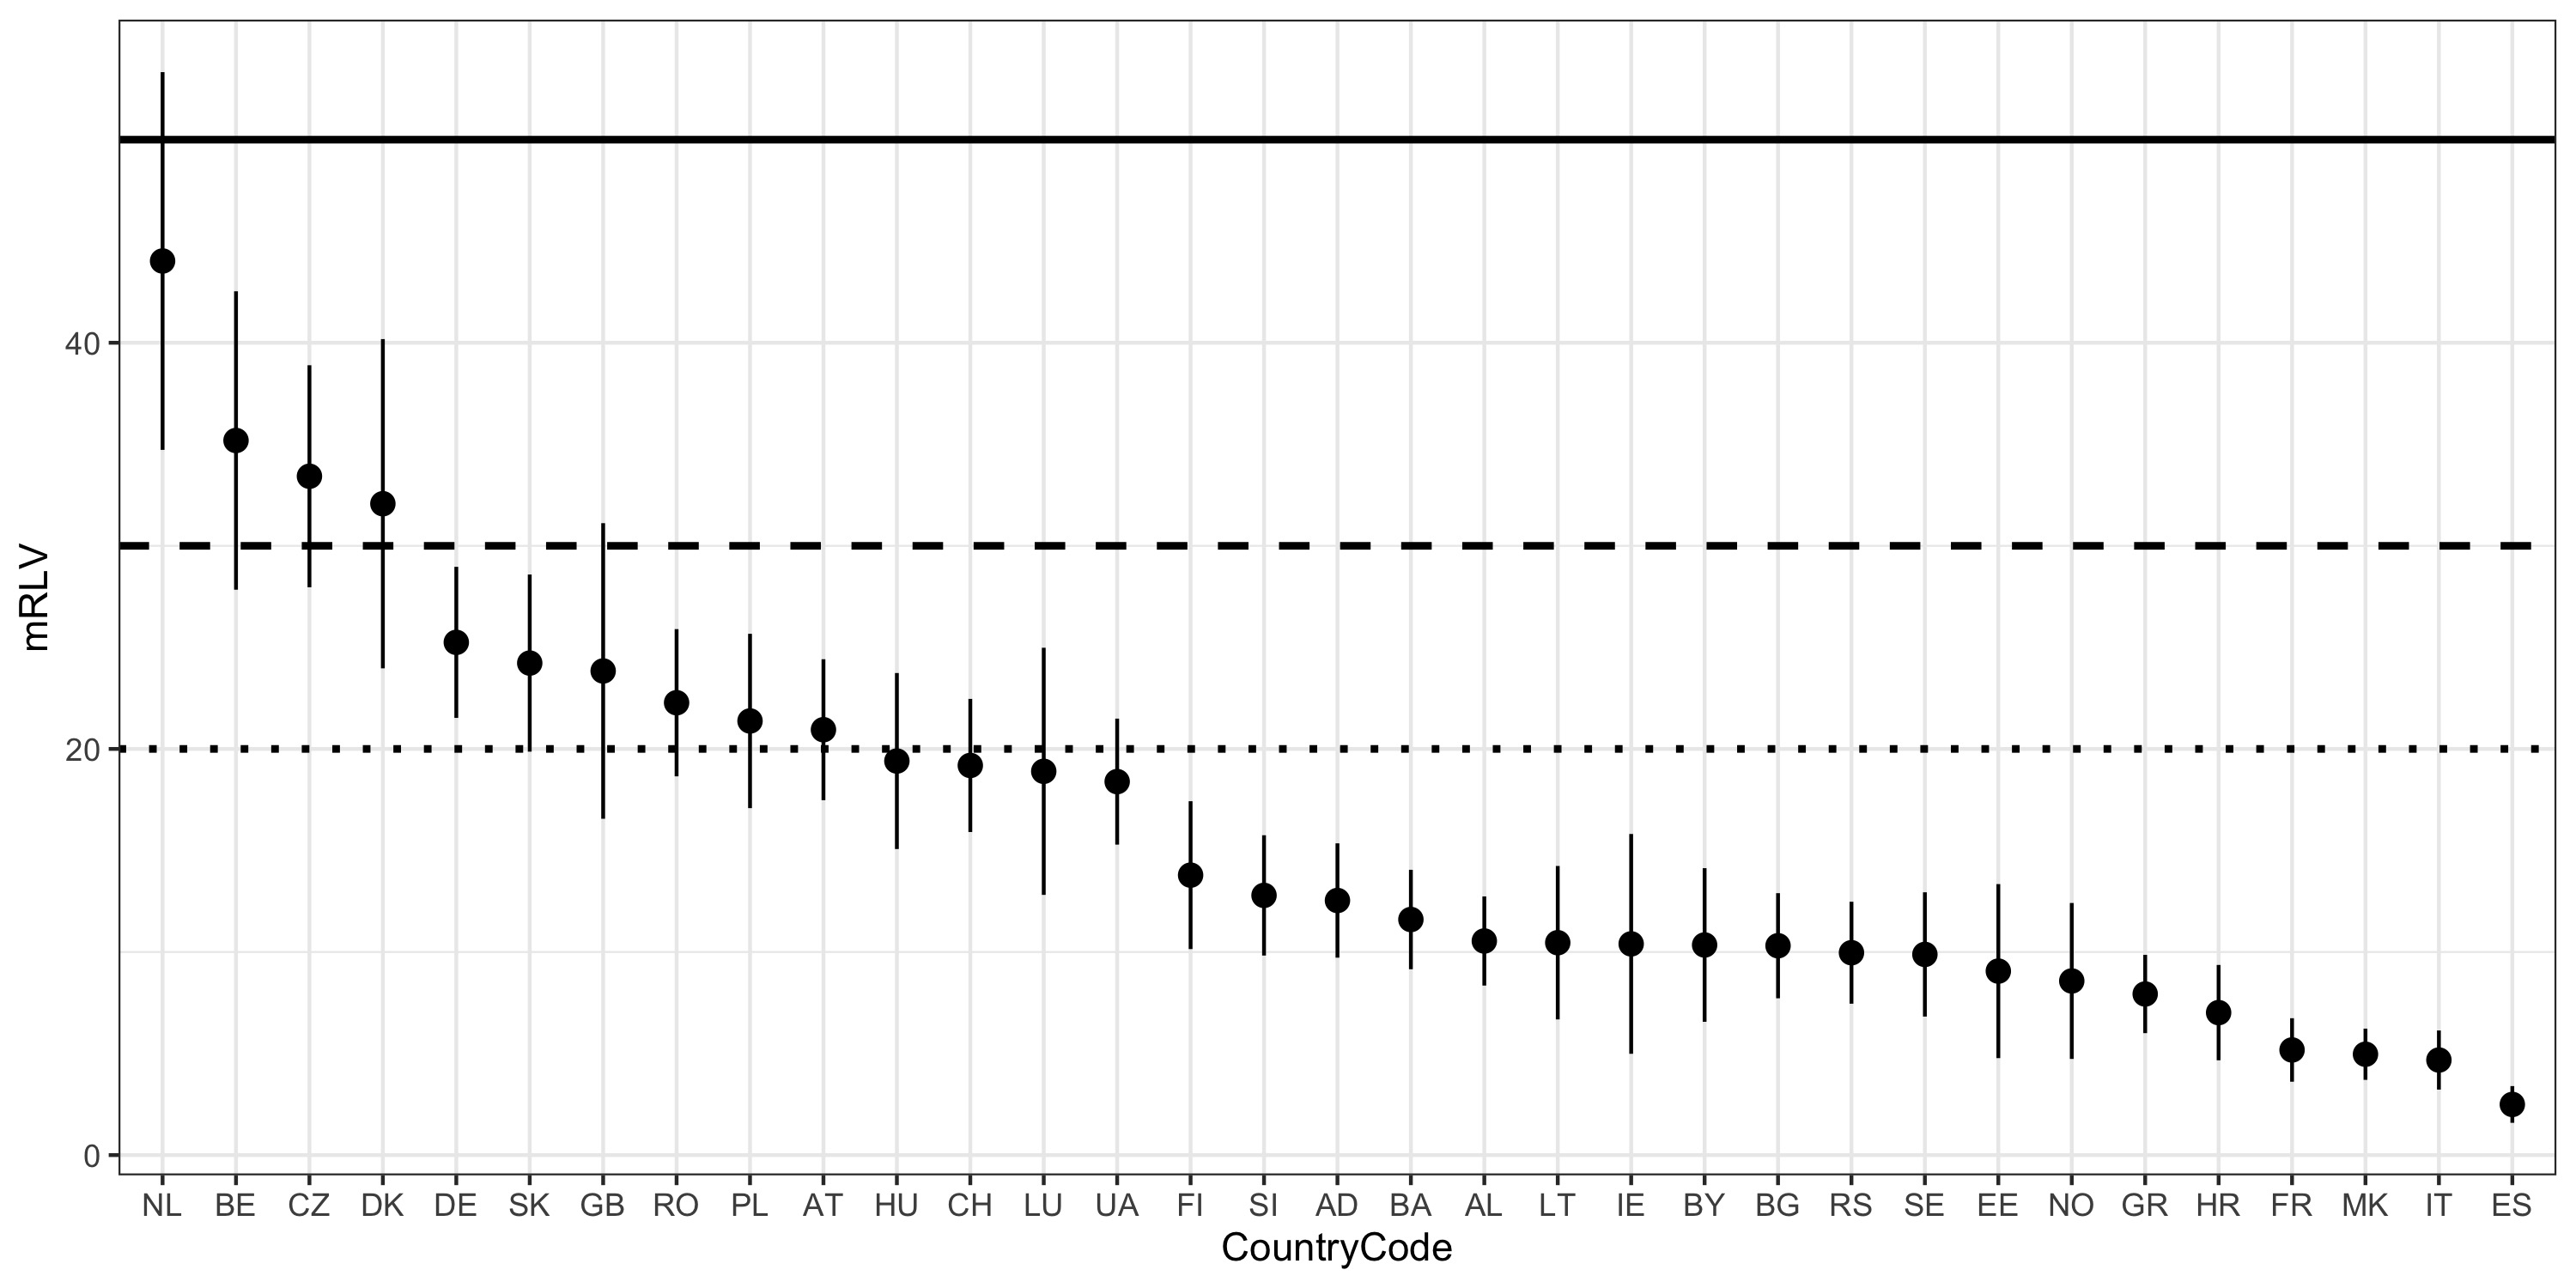 mRLV
40
20
0
NL BE CZ DK DE SK GB RO PL AT HU CH LU UA FI SI AD BA AL LT IE BY BG RS SE EE NO GR HR FR MK IT ES
CountryCode